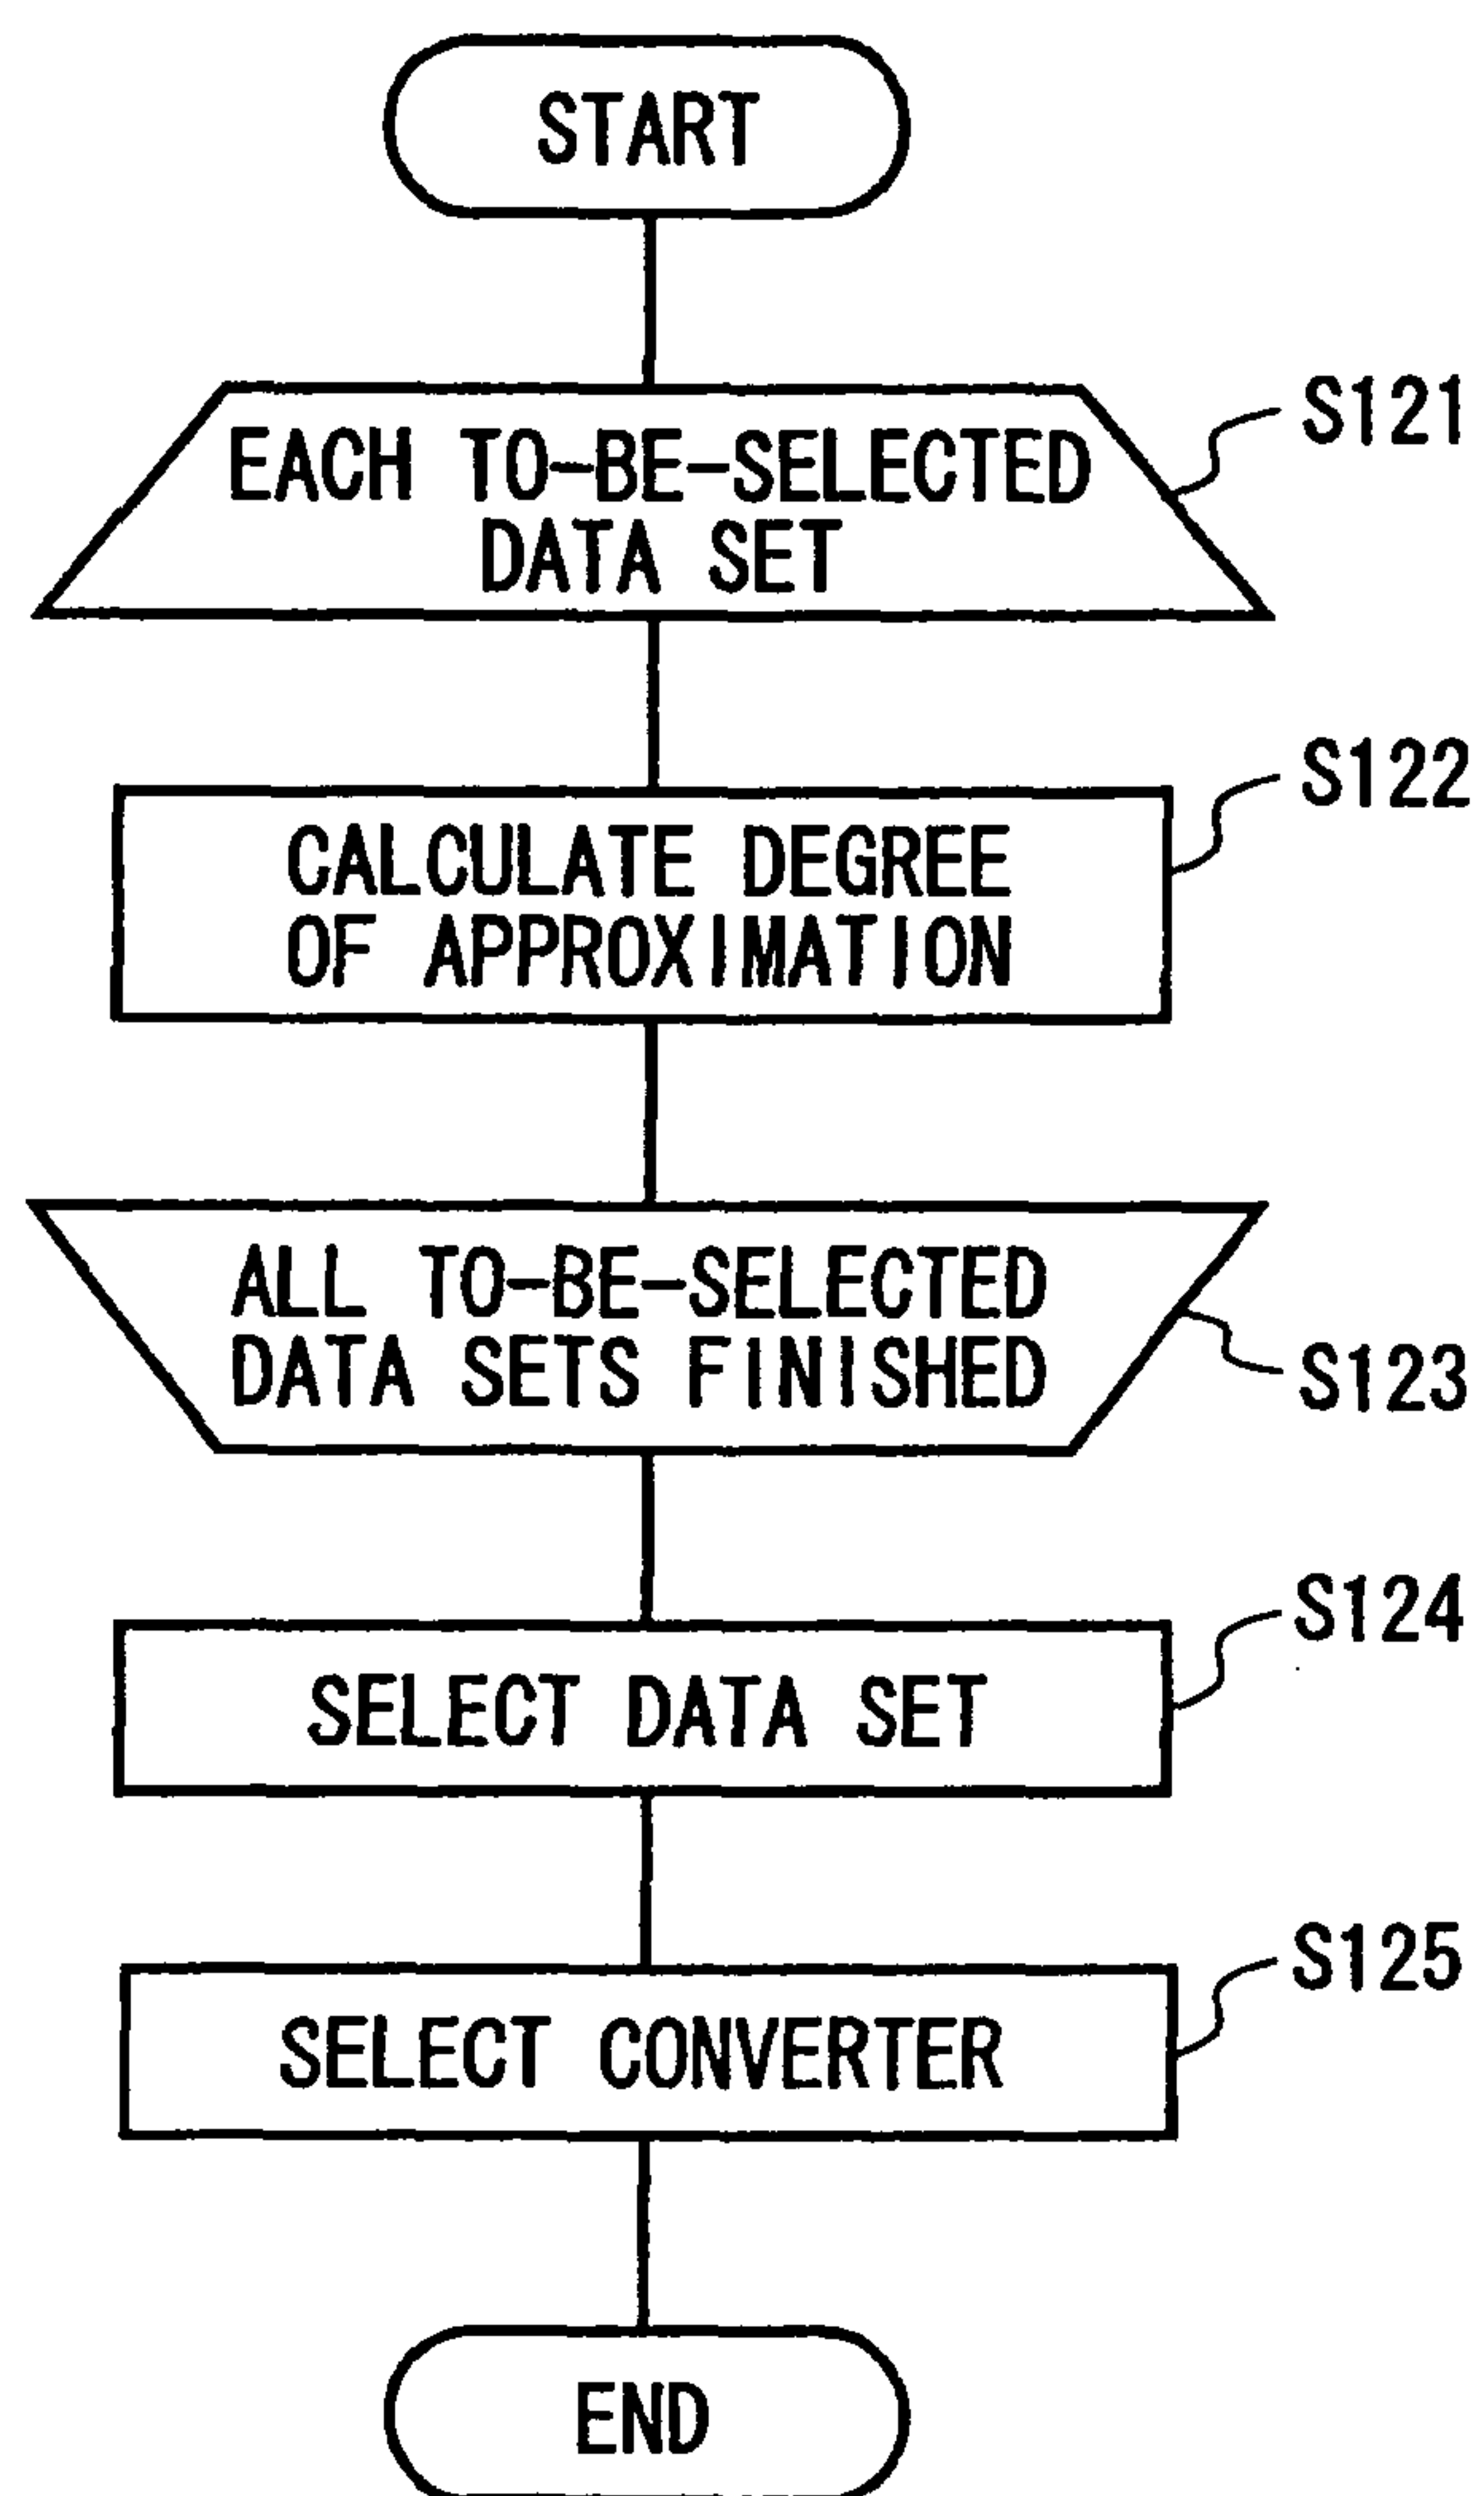 START
S121
EACH TO-BE-SELECTED
DATA SET
S122
CALCULATE DEGREE
OF APPROXIMATION
ALL TO-BE-SELECTED
DATA SETS FINISHED
S123
S124
SELECT DATA SET
S125
SELECT CONVERTER
END